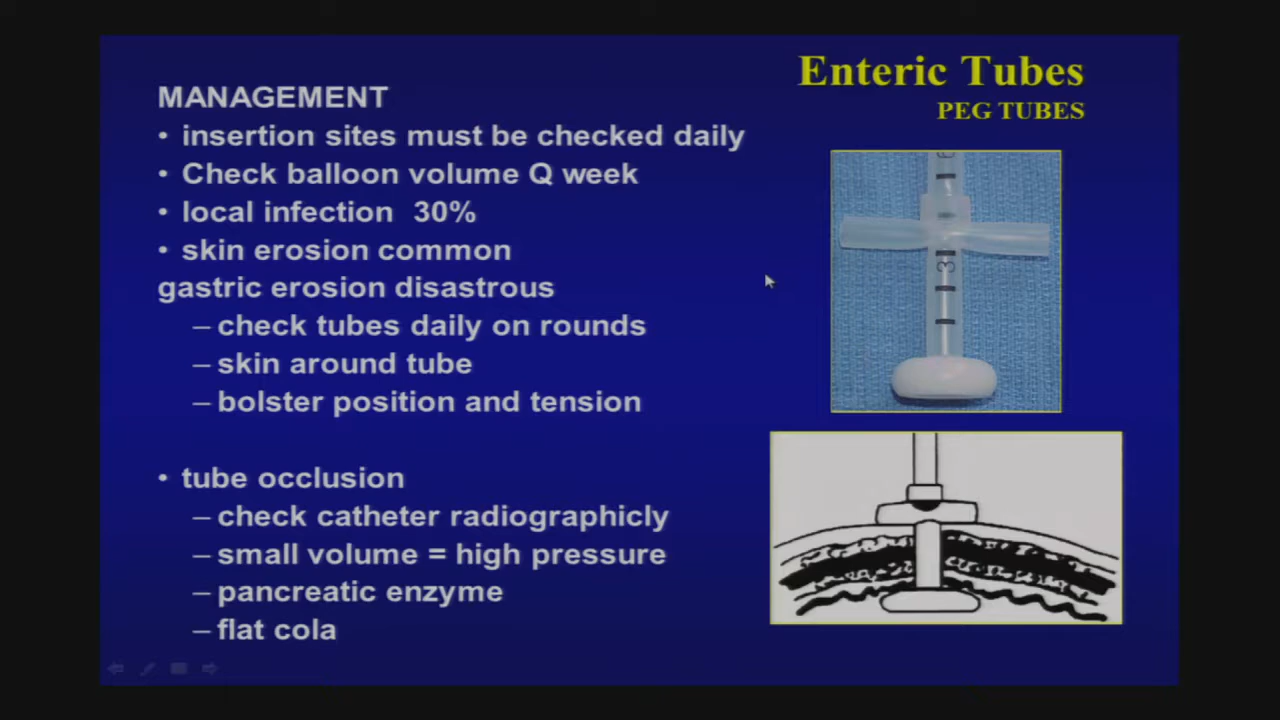 Enteric Tubes
PEG TUBES
MANAGEMENT
• insertion sites must be checked daily
• Check balloon volume Q week
• local infection 30%
• skin erosion common
gastric erosion disastrous
– check tubes daily on rounds
– skin around tube
– bolster position and tension
• tube occlusion
– check catheter radiographicly
– small volume = high pressure
– pancreatic enzyme
– flat cola
3